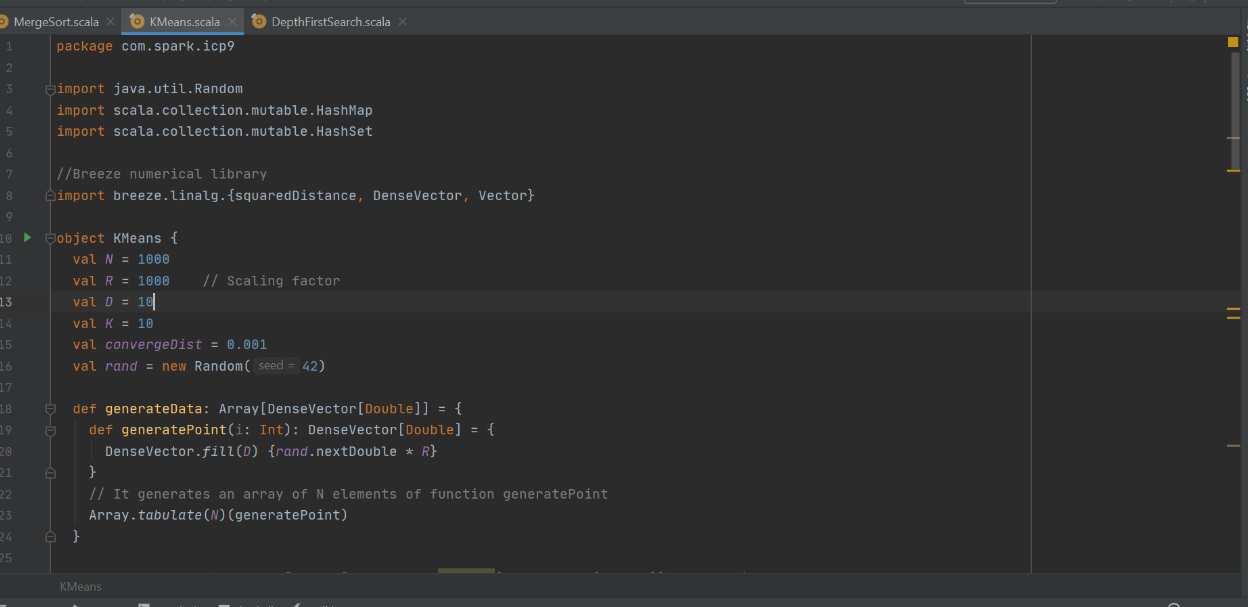 MergeSort.scala KMeans.scala DepthFirstSearch.scala
1 package com.spark.icp9
2
3 import java.util.Random
4 import scala.collection.mutable.HashMap
5 import scala.collection.mutable.HashSet
6
7 //Breeze numerical library
8 import breeze.linalg.{squaredDistance, DenseVector, Vector}
9
10 object KMeans {
11 val N = 1000
12 val R = 1000 // Scaling factor
13 val D = 10
14 val K = 10
15 val convergeDist = 0.001
16 val rand = new Random( seed = 42)
17
18 def generateData: Array[DenseVector[Double]] = {
19 def generatePoint(i: Int): DenseVector[Double] = {
20 DenseVector.fill(D) {rand.nextDouble * R}
21 }
22 // It generates an array of N elements of function generatePoint
23 Array.tabulate(N)(generatePoint)
24 }
25
KMeans